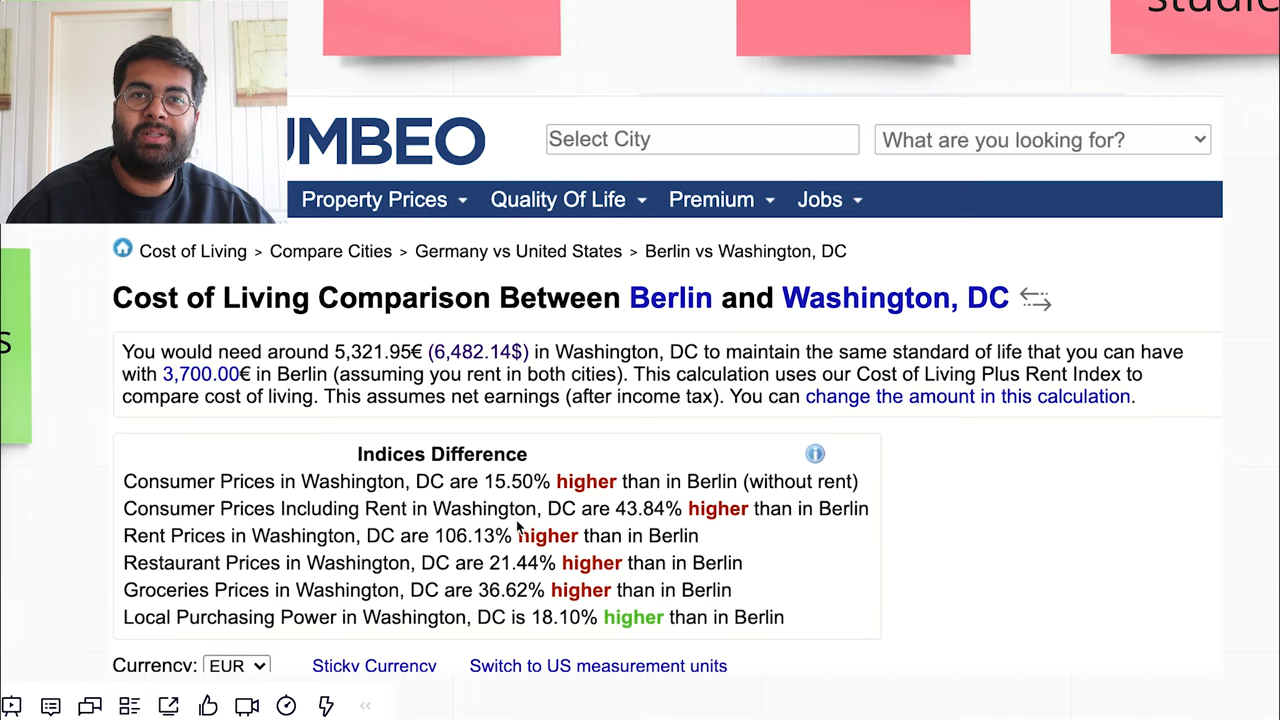 studic
UMBEO
Select City
What are you looking for?
Property Prices Quality Of Life Premium Jobs
Cost of Living > Compare Cities > Germany vs United States > Berlin vs Washington, DC
Cost of Living Comparison Between Berlin and Washington, DC
You would need around 5,321.95€ (6,482.14$) in Washington, DC to maintain the same standard of life that you can have
with 3,700.00€ in Berlin (assuming you rent in both cities). This calculation uses our Cost of Living Plus Rent Index to
compare cost of living. This assumes net earnings (after income tax). You can change the amount in this calculation.
s
Indices Difference
Consumer Prices in Washington, DC are 15.50% higher than in Berlin (without rent)
Consumer Prices Including Rent in Washington, DC are 43.84% higher than in Berlin
Rent Prices in Washington, DC are 106.13% higher than in Berlin
Restaurant Prices in Washington, DC are 21.44% higher than in Berlin
Groceries Prices in Washington, DC are 36.62% higher than in Berlin
Local Purchasing Power in Washington, DC is 18.10% higher than in Berlin
Currency: EUR Sticky Currency Switch to US measurement units